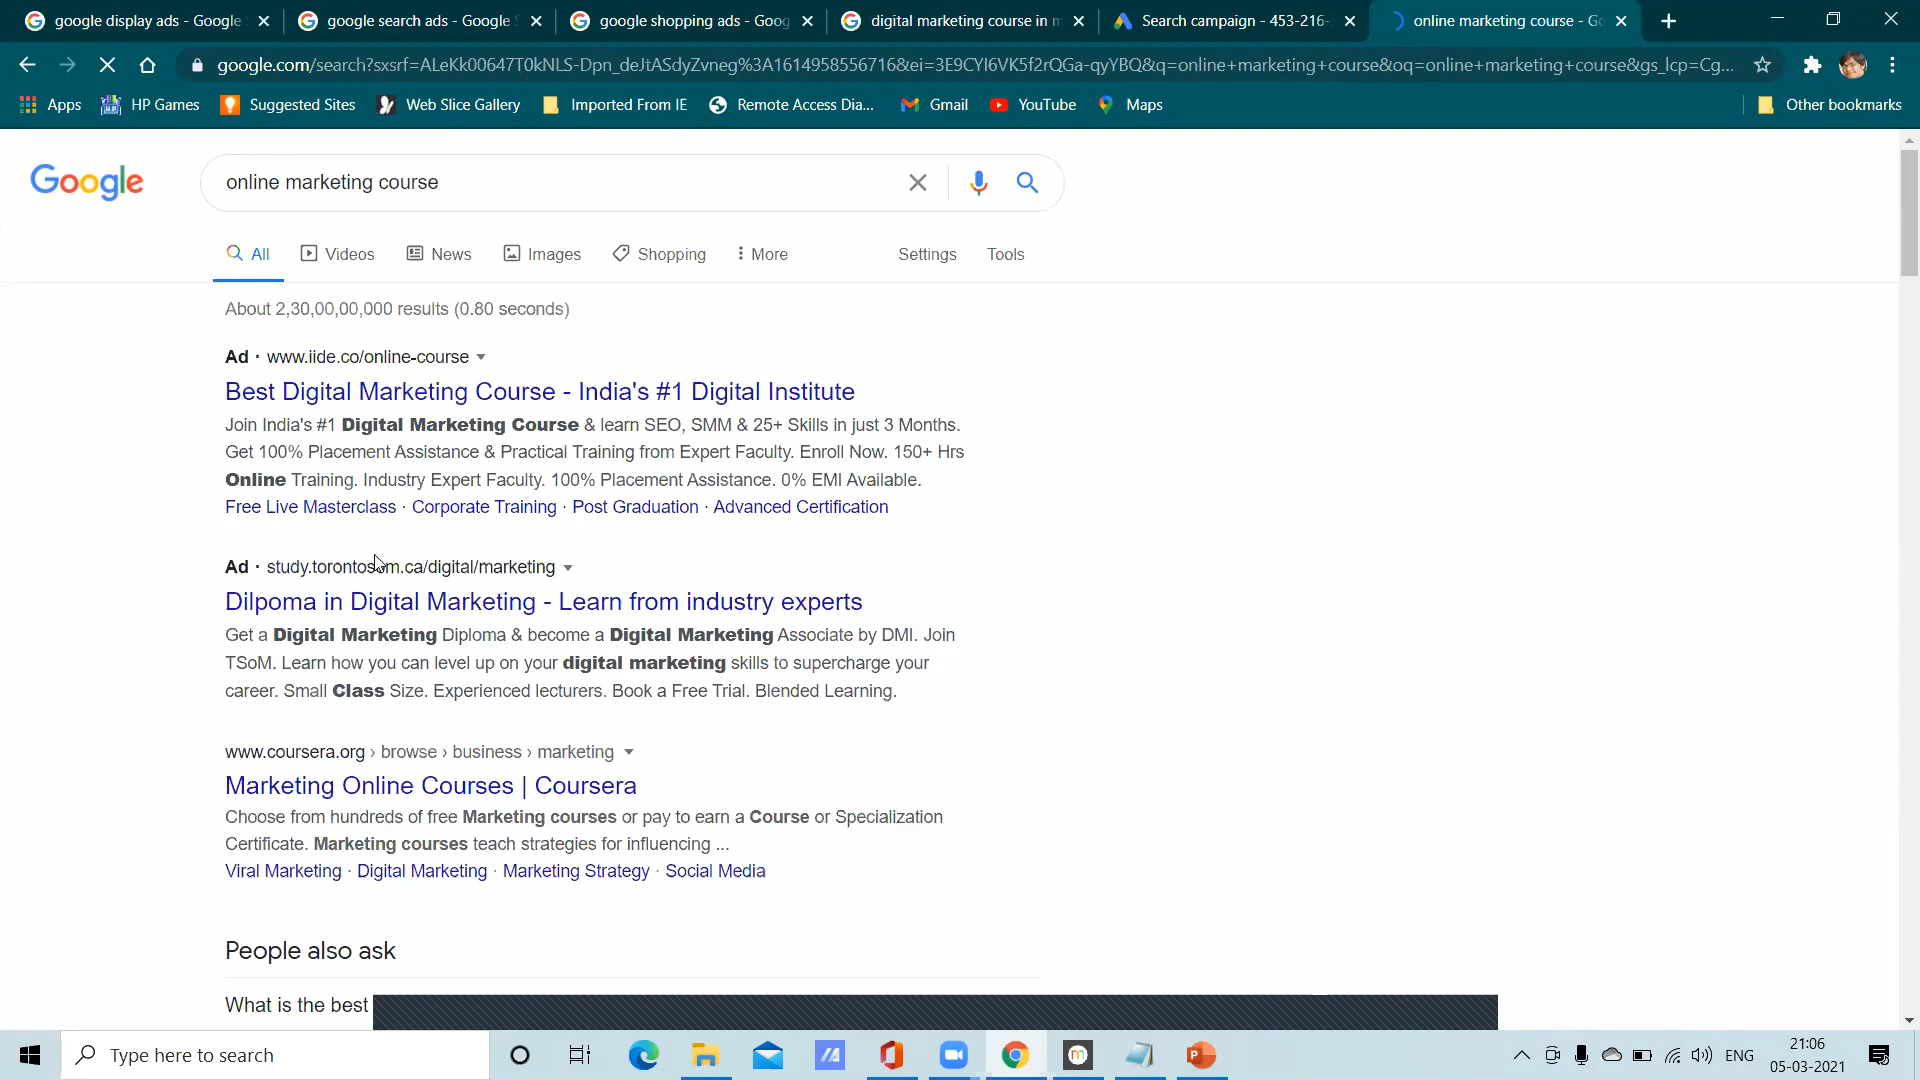 google display ads - Google
google search ads - Google S
google shopping ads - Goog
digital marketing course in m
Search campaign - 453-216-
online marketing course - Go
google.com/search?sxsrf=ALeKk00647T0kNLS-Dpn_deJtASdyZvneg%3A1614958556716&ei=3E9CYI6VK5f2rQGa-qyYBQ&q=online+marketing+course&oq=online+marketing+course&gs_lcp=Cg...
Apps
HP Games
Suggested Sites
Web Slice Gallery
Imported From IE
Remote Access Dia...
Gmail
YouTube
Maps
Other bookmarks
Google
online marketing course
All
Videos
News
Images
Shopping
More
Settings
Tools
About 2,30,00,00,000 results (0.80 seconds)
Ad · www.iide.co/online-course
Best Digital Marketing Course - India's #1 Digital Institute
Join India's #1 Digital Marketing Course & learn SEO, SMM & 25+ Skills in just 3 Months.
Get 100% Placement Assistance & Practical Training from Expert Faculty. Enroll Now. 150+ Hrs
Online Training. Industry Expert Faculty. 100% Placement Assistance. 0% EMI Available.
Free Live Masterclass · Corporate Training · Post Graduation · Advanced Certification
Ad · study.torontosom.ca/digital/marketing
Dilpoma in Digital Marketing - Learn from industry experts
Get a Digital Marketing Diploma & become a Digital Marketing Associate by DMI. Join
TSoM. Learn how you can level up on your digital marketing skills to supercharge your
career. Small Class Size. Experienced lecturers. Book a Free Trial. Blended Learning.
www.coursera.org › browse › business › marketing
Marketing Online Courses | Coursera
Choose from hundreds of free Marketing courses or pay to earn a Course or Specialization
Certificate. Marketing courses teach strategies for influencing ...
Viral Marketing · Digital Marketing · Marketing Strategy · Social Media
People also ask
What is the best
Type here to search
ENG
21:06
05-03-2021